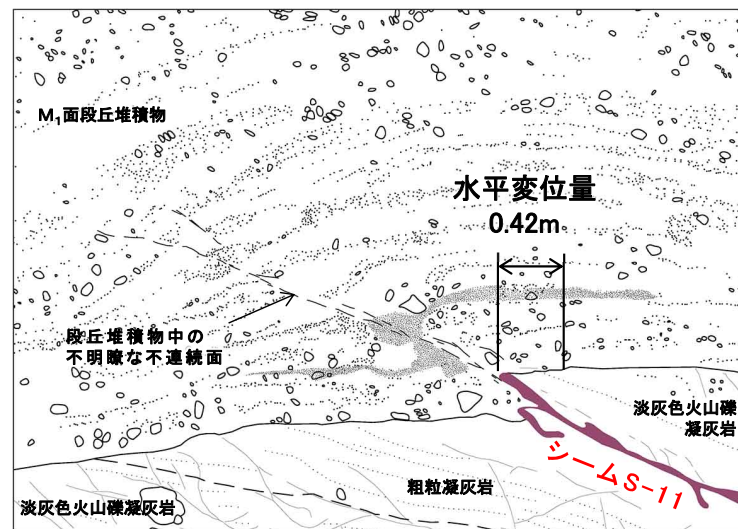 M₁面段丘堆積物
水平変位量
0.42m
段丘堆積物中の
不明瞭な不連続面
淡灰色火山礫
凝灰岩
シームS-11
粗粒凝灰岩
淡灰色火山礫凝灰岩